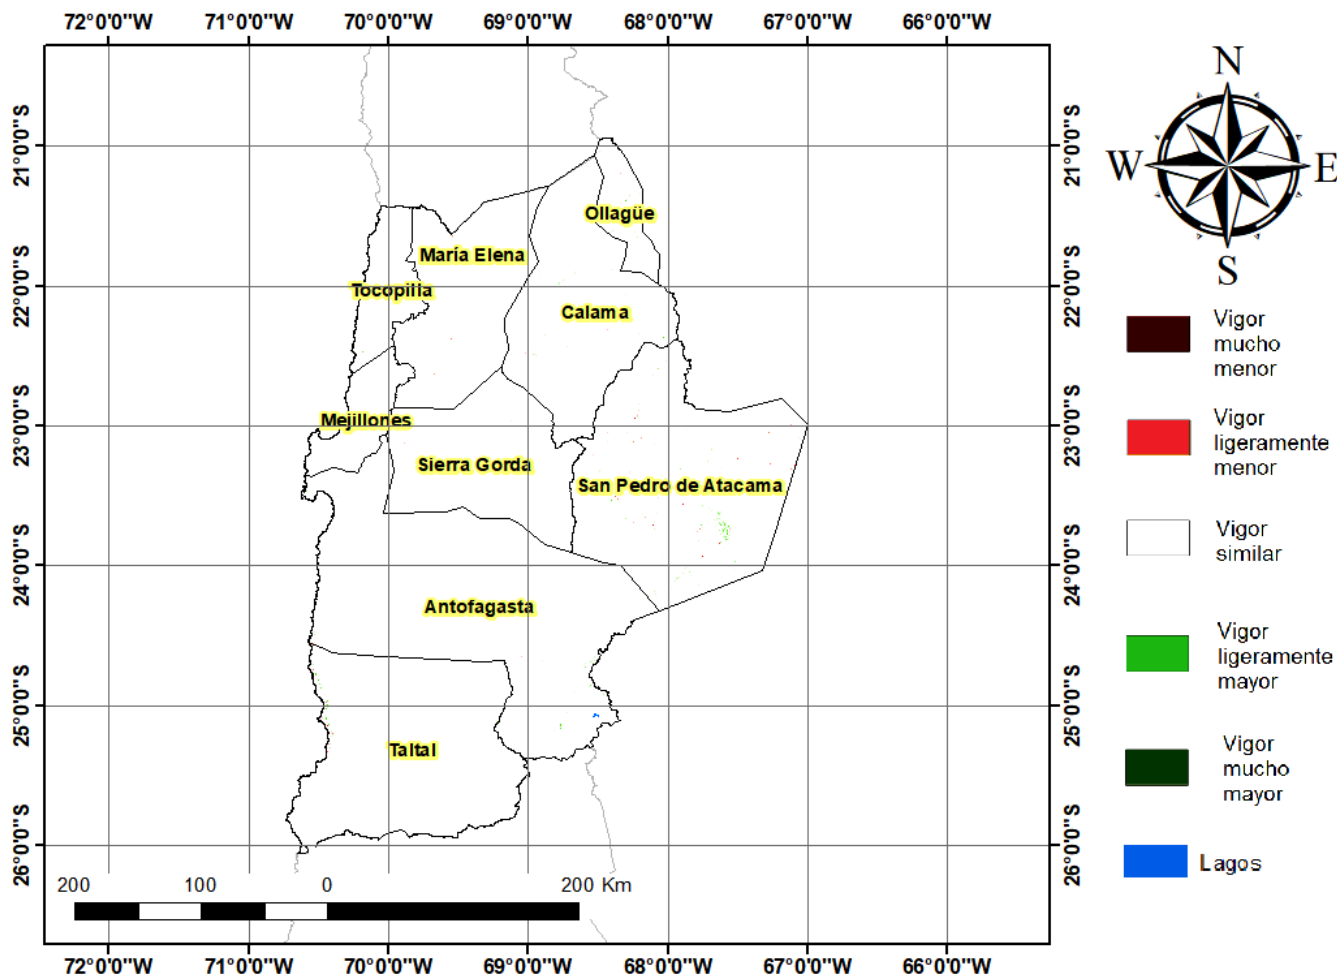 72°0'0"W 71°0'0"W 70°0'0"W 69°0'0"W 68°0'0"W 67°0'0"W 66°0'0"W
N
W
E
S
21°0'0"S
21°0'0"S
22°0'0"S
22°0'0"S
23°0'0"S
23°0'0"S
24°0'0"S
24°0'0"S
25°0'0"S
25°0'0"S
26°0'0"S
26°0'0"S
Ollagüe
María Elena
Tocopilla
Calama
Mejillones
Sierra Gorda
San Pedro de Atacama
Antofagasta
Taltal
Vigor
mucho
menor
Vigor
ligeramente
menor
Vigor
similar
Vigor
ligeramente
mayor
Vigor
mucho
mayor
Lagos
200 100 0 200 Km
72°0'0"W 71°0'0"W 70°0'0"W 69°0'0"W 68°0'0"W 67°0'0"W 66°0'0"W